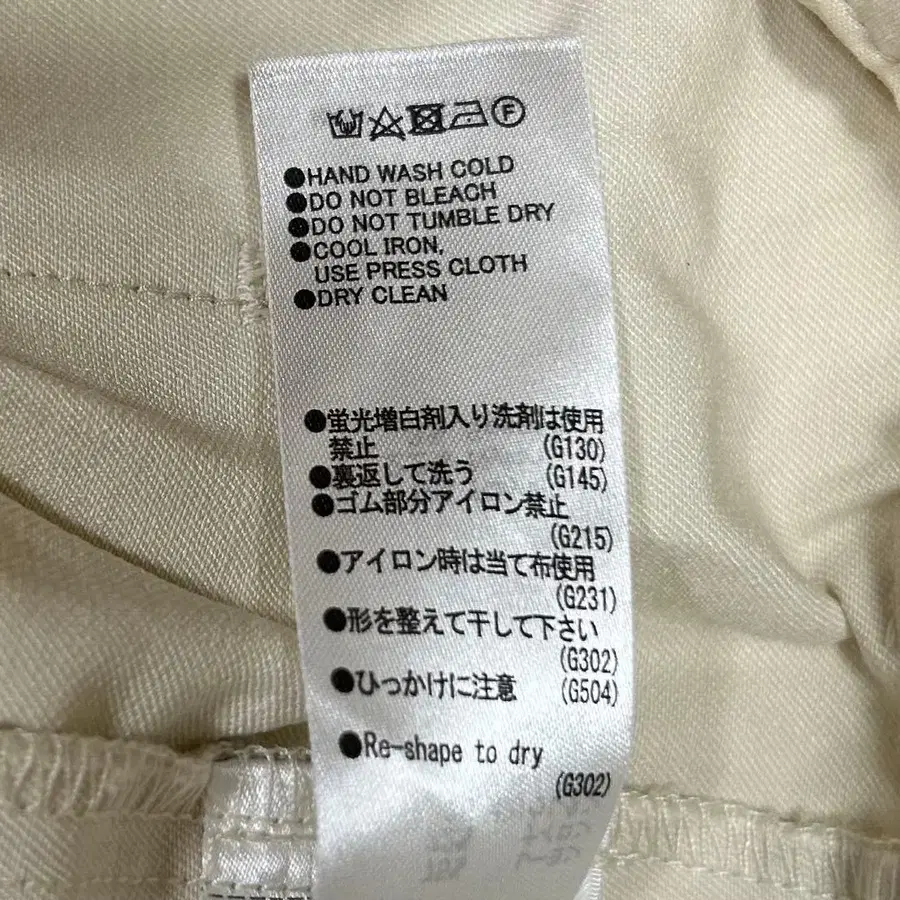 F
●HAND WASH COLD
●DO NOT BLEACH
●DO NOT TUMBLE DRY
●COOL IRON,
USE PRESS CLOTH
●DRY CLEAN
●蛍光増白剤入り洗剤は使用
禁止 (G130)
●裏返して洗う (G145)
●ゴム部分アイロン禁止
(G215)
●アイロン時は当て布使用
(G231)
●形を整えて干して下さい
(G302)
●ひっかけに注意 (G504)
●Re-shape to dry
(G302)